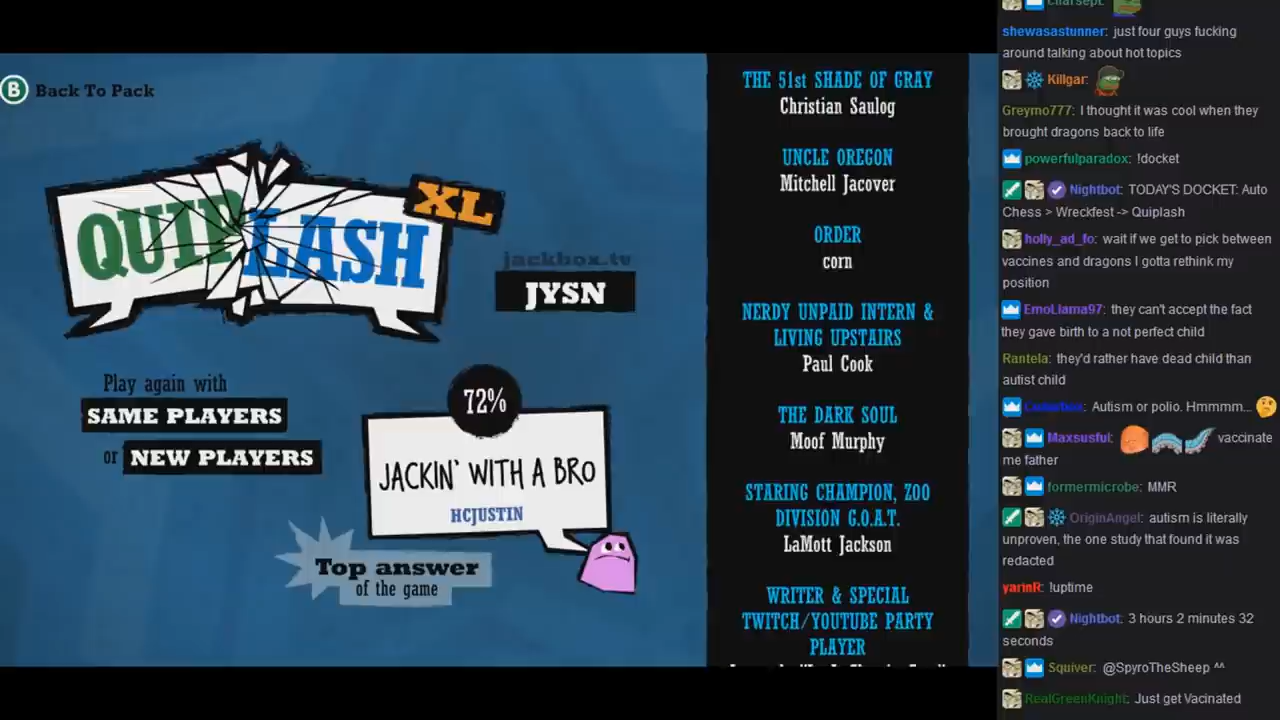 B Back To Pack
QUIPLASH
XL
jackbox.tv
JYSN
Play again with
SAME PLAYERS
or NEW PLAYERS
72%
JACKIN' WITH A BRO
HCJUSTIN
Top answer
of the game
THE 51st SHADE OF GRAY
Christian Saulog
UNCLE OREGON
Mitchell Jacover
ORDER
corn
NERDY UNPAID INTERN &
LIVING UPSTAIRS
Paul Cook
THE DARK SOUL
Moof Murphy
STARING CHAMPION, ZOO
DIVISION G.O.A.T.
LaMott Jackson
WRITER & SPECIAL
TWITCH/YOUTUBE PARTY
PLAYER
shewasastunner: just four guys fucking
around talking about hot topics
Killgar:
Greymo777: I thought it was cool when they
brought dragons back to life
powerfulparadox: !docket
Nightbot: TODAY'S DOCKET: Auto
Chess > Wreckfest -> Quiplash
holly_ad_fo: wait if we get to pick between
vaccines and dragons I gotta rethink my
position
EmoLlama97: they can't accept the fact
they gave birth to a not perfect child
Rantela: they'd rather have dead child than
autist child
Autism or polio. Hmmmm...
Maxsusful: vaccinate
me father
formermicrobe: MMR
OriginAngel: autism is literally
unproven, the one study that found it was
redacted
yarinR: !uptime
Nightbot: 3 hours 2 minutes 32
seconds
Squiver: @SpyroTheSheep ^^
RealGreenKnight: Just get Vacinated